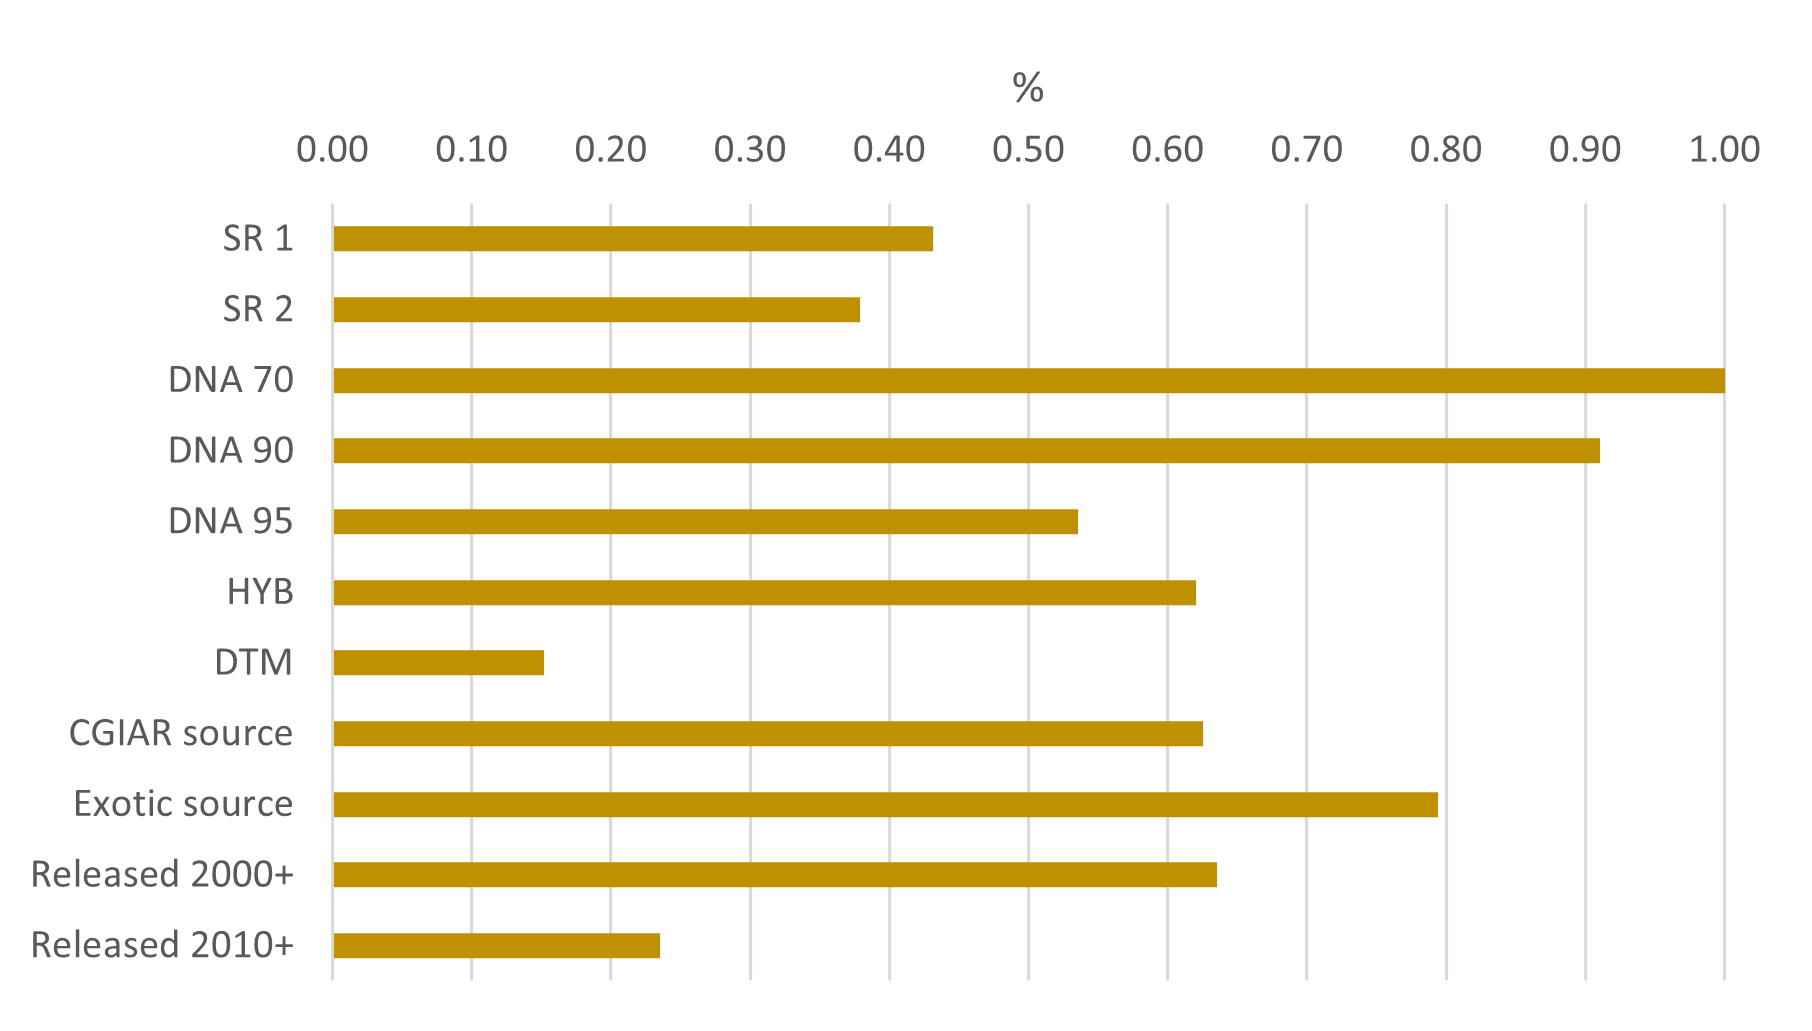 %
0.00 0.10 0.20 0.30 0.40 0.50 0.60 0.70 0.80 0.90 1.00
SR 1
SR 2
DNA 70
DNA 90
DNA 95
HYB
DTM
CGIAR source
Exotic source
Released 2000+
Released 2010+